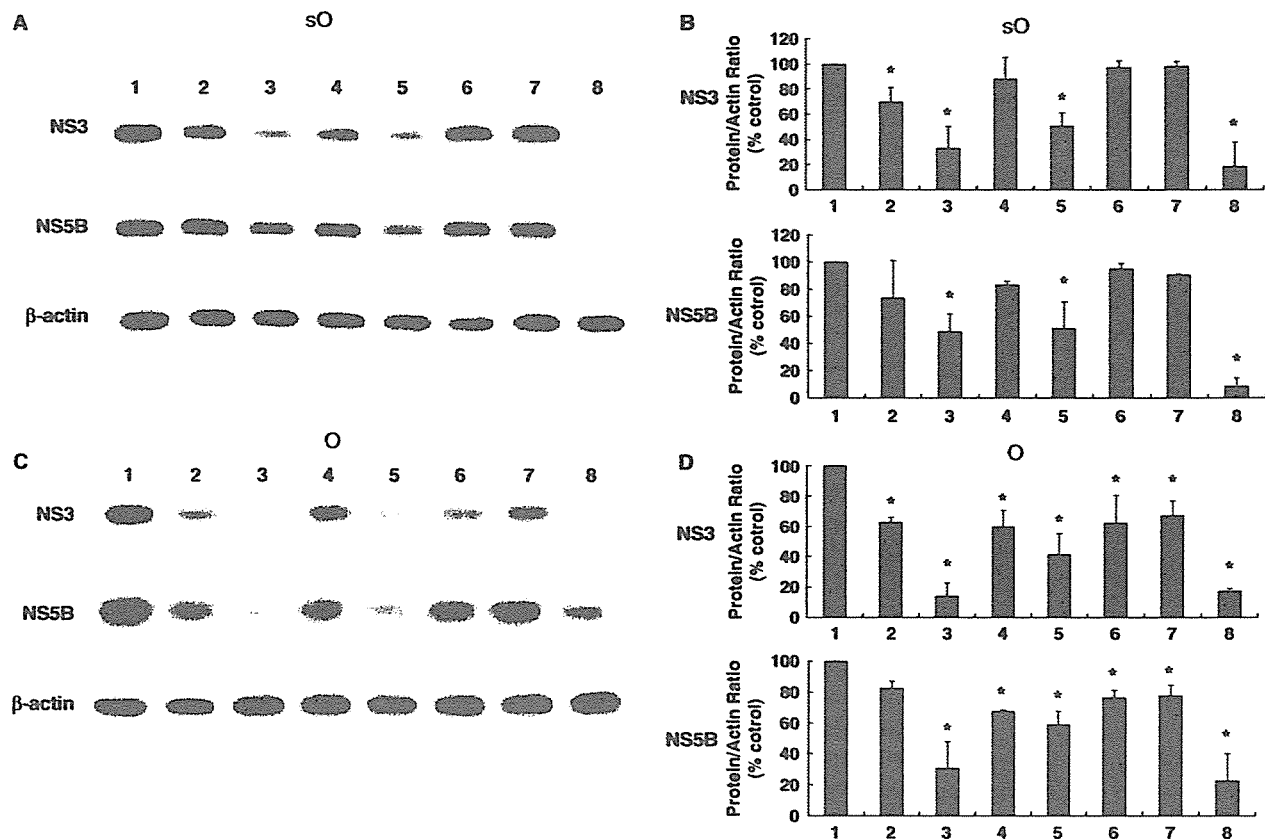 A
sO
1 2 3 4 5 6 7 8
NS3
NS5B
β-actin
B
sO
NS3
Protein/Actin Ratio
(% cotrol)
120
100
80
60
40
20
0
* * * *
1 2 3 4 5 6 7 8
NS5B
Protein/Actin Ratio
(% cotrol)
120
100
80
60
40
20
0
* * *
1 2 3 4 5 6 7 8
C
O
1 2 3 4 5 6 7 8
NS3
NS5B
β-actin
D
O
NS3
Protein/Actin Ratio
(% cotrol)
100
80
60
40
20
0
* * * * * * *
1 2 3 4 5 6 7 8
NS5B
Protein/Actin Ratio
(% cotrol)
100
80
60
40
20
0
* * * * * *
1 2 3 4 5 6 7 8